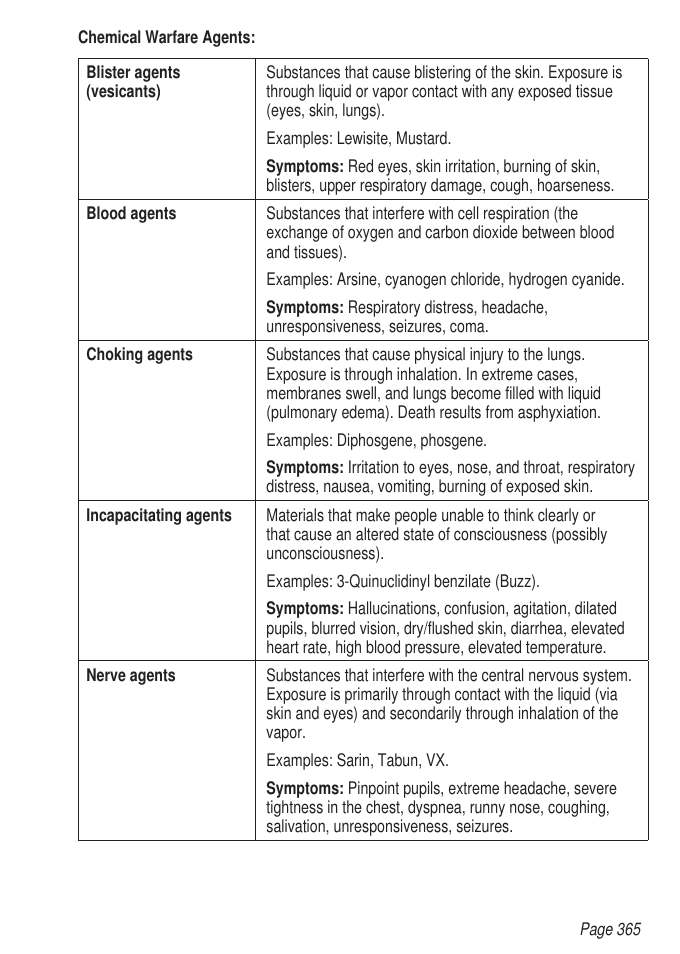 Chemical Warfare Agents:
Blister agents
(vesicants)
Substances that cause blistering of the skin. Exposure is
through liquid or vapor contact with any exposed tissue
(eyes, skin, lungs).
Examples: Lewisite, Mustard.
Symptoms: Red eyes, skin irritation, burning of skin,
blisters, upper respiratory damage, cough, hoarseness.
Blood agents
Substances that interfere with cell respiration (the
exchange of oxygen and carbon dioxide between blood
and tissues).
Examples: Arsine, cyanogen chloride, hydrogen cyanide.
Symptoms: Respiratory distress, headache,
unresponsiveness, seizures, coma.
Choking agents
Substances that cause physical injury to the lungs.
Exposure is through inhalation. In extreme cases,
membranes swell, and lungs become filled with liquid
(pulmonary edema). Death results from asphyxiation.
Examples: Diphosgene, phosgene.
Symptoms: Irritation to eyes, nose, and throat, respiratory
distress, nausea, vomiting, burning of exposed skin.
Incapacitating agents
Materials that make people unable to think clearly or
that cause an altered state of consciousness (possibly
unconsciousness).
Examples: 3-Quinuclidinyl benzilate (Buzz).
Symptoms: Hallucinations, confusion, agitation, dilated
pupils, blurred vision, dry/flushed skin, diarrhea, elevated
heart rate, high blood pressure, elevated temperature.
Nerve agents
Substances that interfere with the central nervous system.
Exposure is primarily through contact with the liquid (via
skin and eyes) and secondarily through inhalation of the
vapor.
Examples: Sarin, Tabun, VX.
Symptoms: Pinpoint pupils, extreme headache, severe
tightness in the chest, dyspnea, runny nose, coughing,
salivation, unresponsiveness, seizures.
Page 365